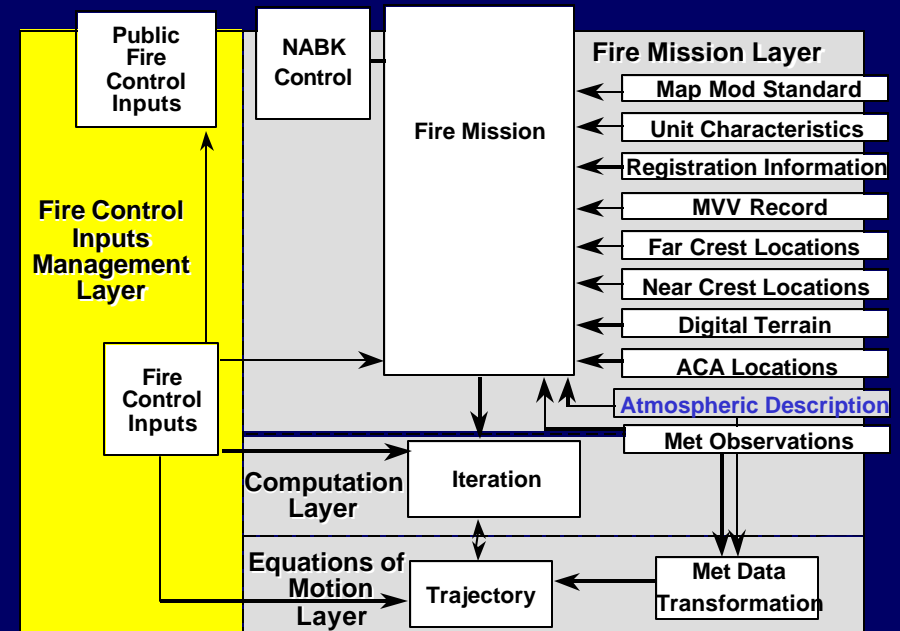 Public
Fire
Control
Inputs
NABK
Control
Fire Mission
Fire Mission Layer
Map Mod Standard
Unit Characteristics
Registration Information
MVV Record
Far Crest Locations
Near Crest Locations
Digital Terrain
ACA Locations
Atmospheric Description
Met Observations
Fire Control
Inputs
Management
Layer
Fire
Control
Inputs
Computation
Layer
Iteration
Equations of
Motion
Layer
Trajectory
Met Data
Transformation